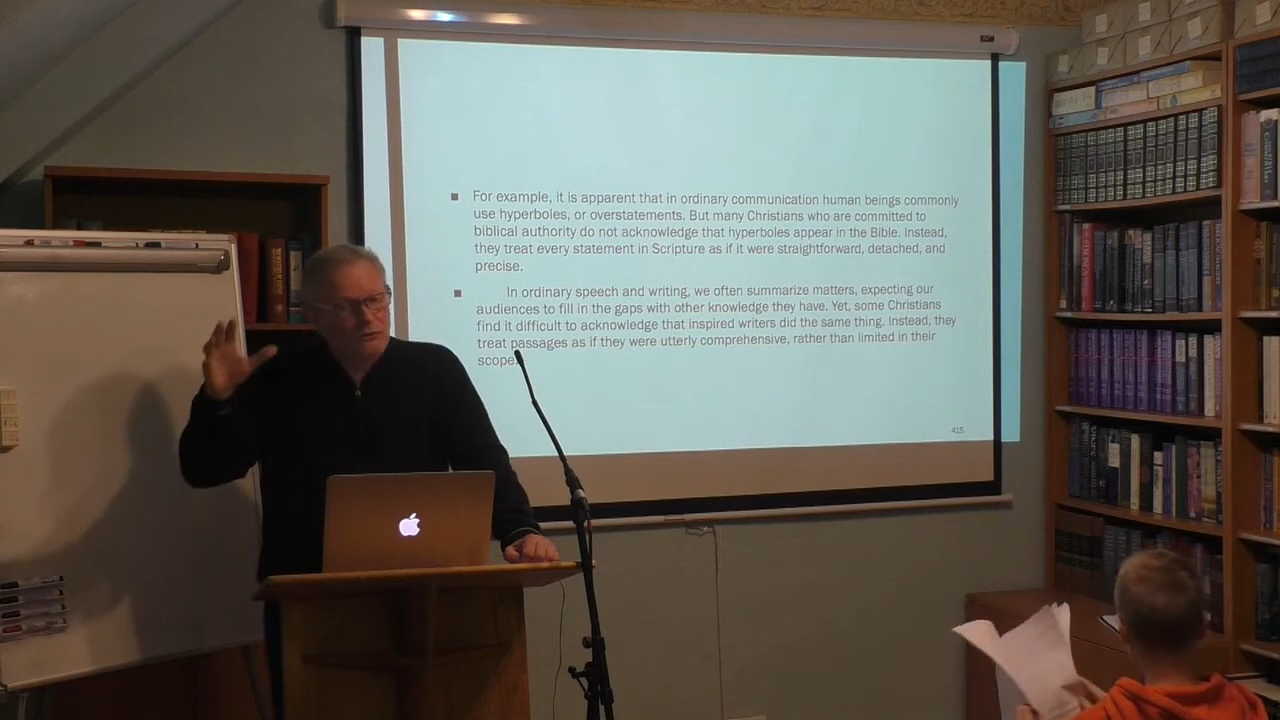 For example, it is apparent that in ordinary communication human beings commonly
use hyperboles, or overstatements. But many Christians who are committed to
biblical authority do not acknowledge that hyperboles appear in the Bible. Instead,
they treat every statement in Scripture as if it were straightforward, detached, and
precise.
In ordinary speech and writing, we often summarize matters, expecting our
audiences to fill in the gaps with other knowledge they have. Yet, some Christians
find it difficult to acknowledge that inspired writers did the same thing. Instead, they
treat passages as if they were utterly comprehensive, rather than limited in their
scope.
415